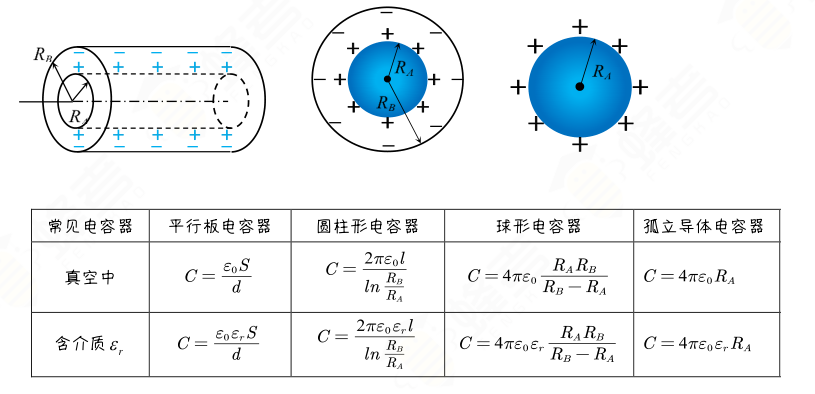 R_B
R_A
R_A
R_B
R_A
常见电容器 平行板电容器 圆柱形电容器 球形电容器 孤立导体电容器
真空中 $C=\frac{\varepsilon_0 S}{d}$ $C=\frac{2\pi\varepsilon_0 l}{ln\frac{R_B}{R_A}}$ $C=4\pi\varepsilon_0\frac{R_A R_B}{R_B-R_A}$ $C=4\pi\varepsilon_0 R_A$
含介质 $\varepsilon_r$ $C=\frac{\varepsilon_0\varepsilon_r S}{d}$ $C=\frac{2\pi\varepsilon_0\varepsilon_r l}{ln\frac{R_B}{R_A}}$ $C=4\pi\varepsilon_0\varepsilon_r\frac{R_A R_B}{R_B-R_A}$ $C=4\pi\varepsilon_0\varepsilon_r R_A$